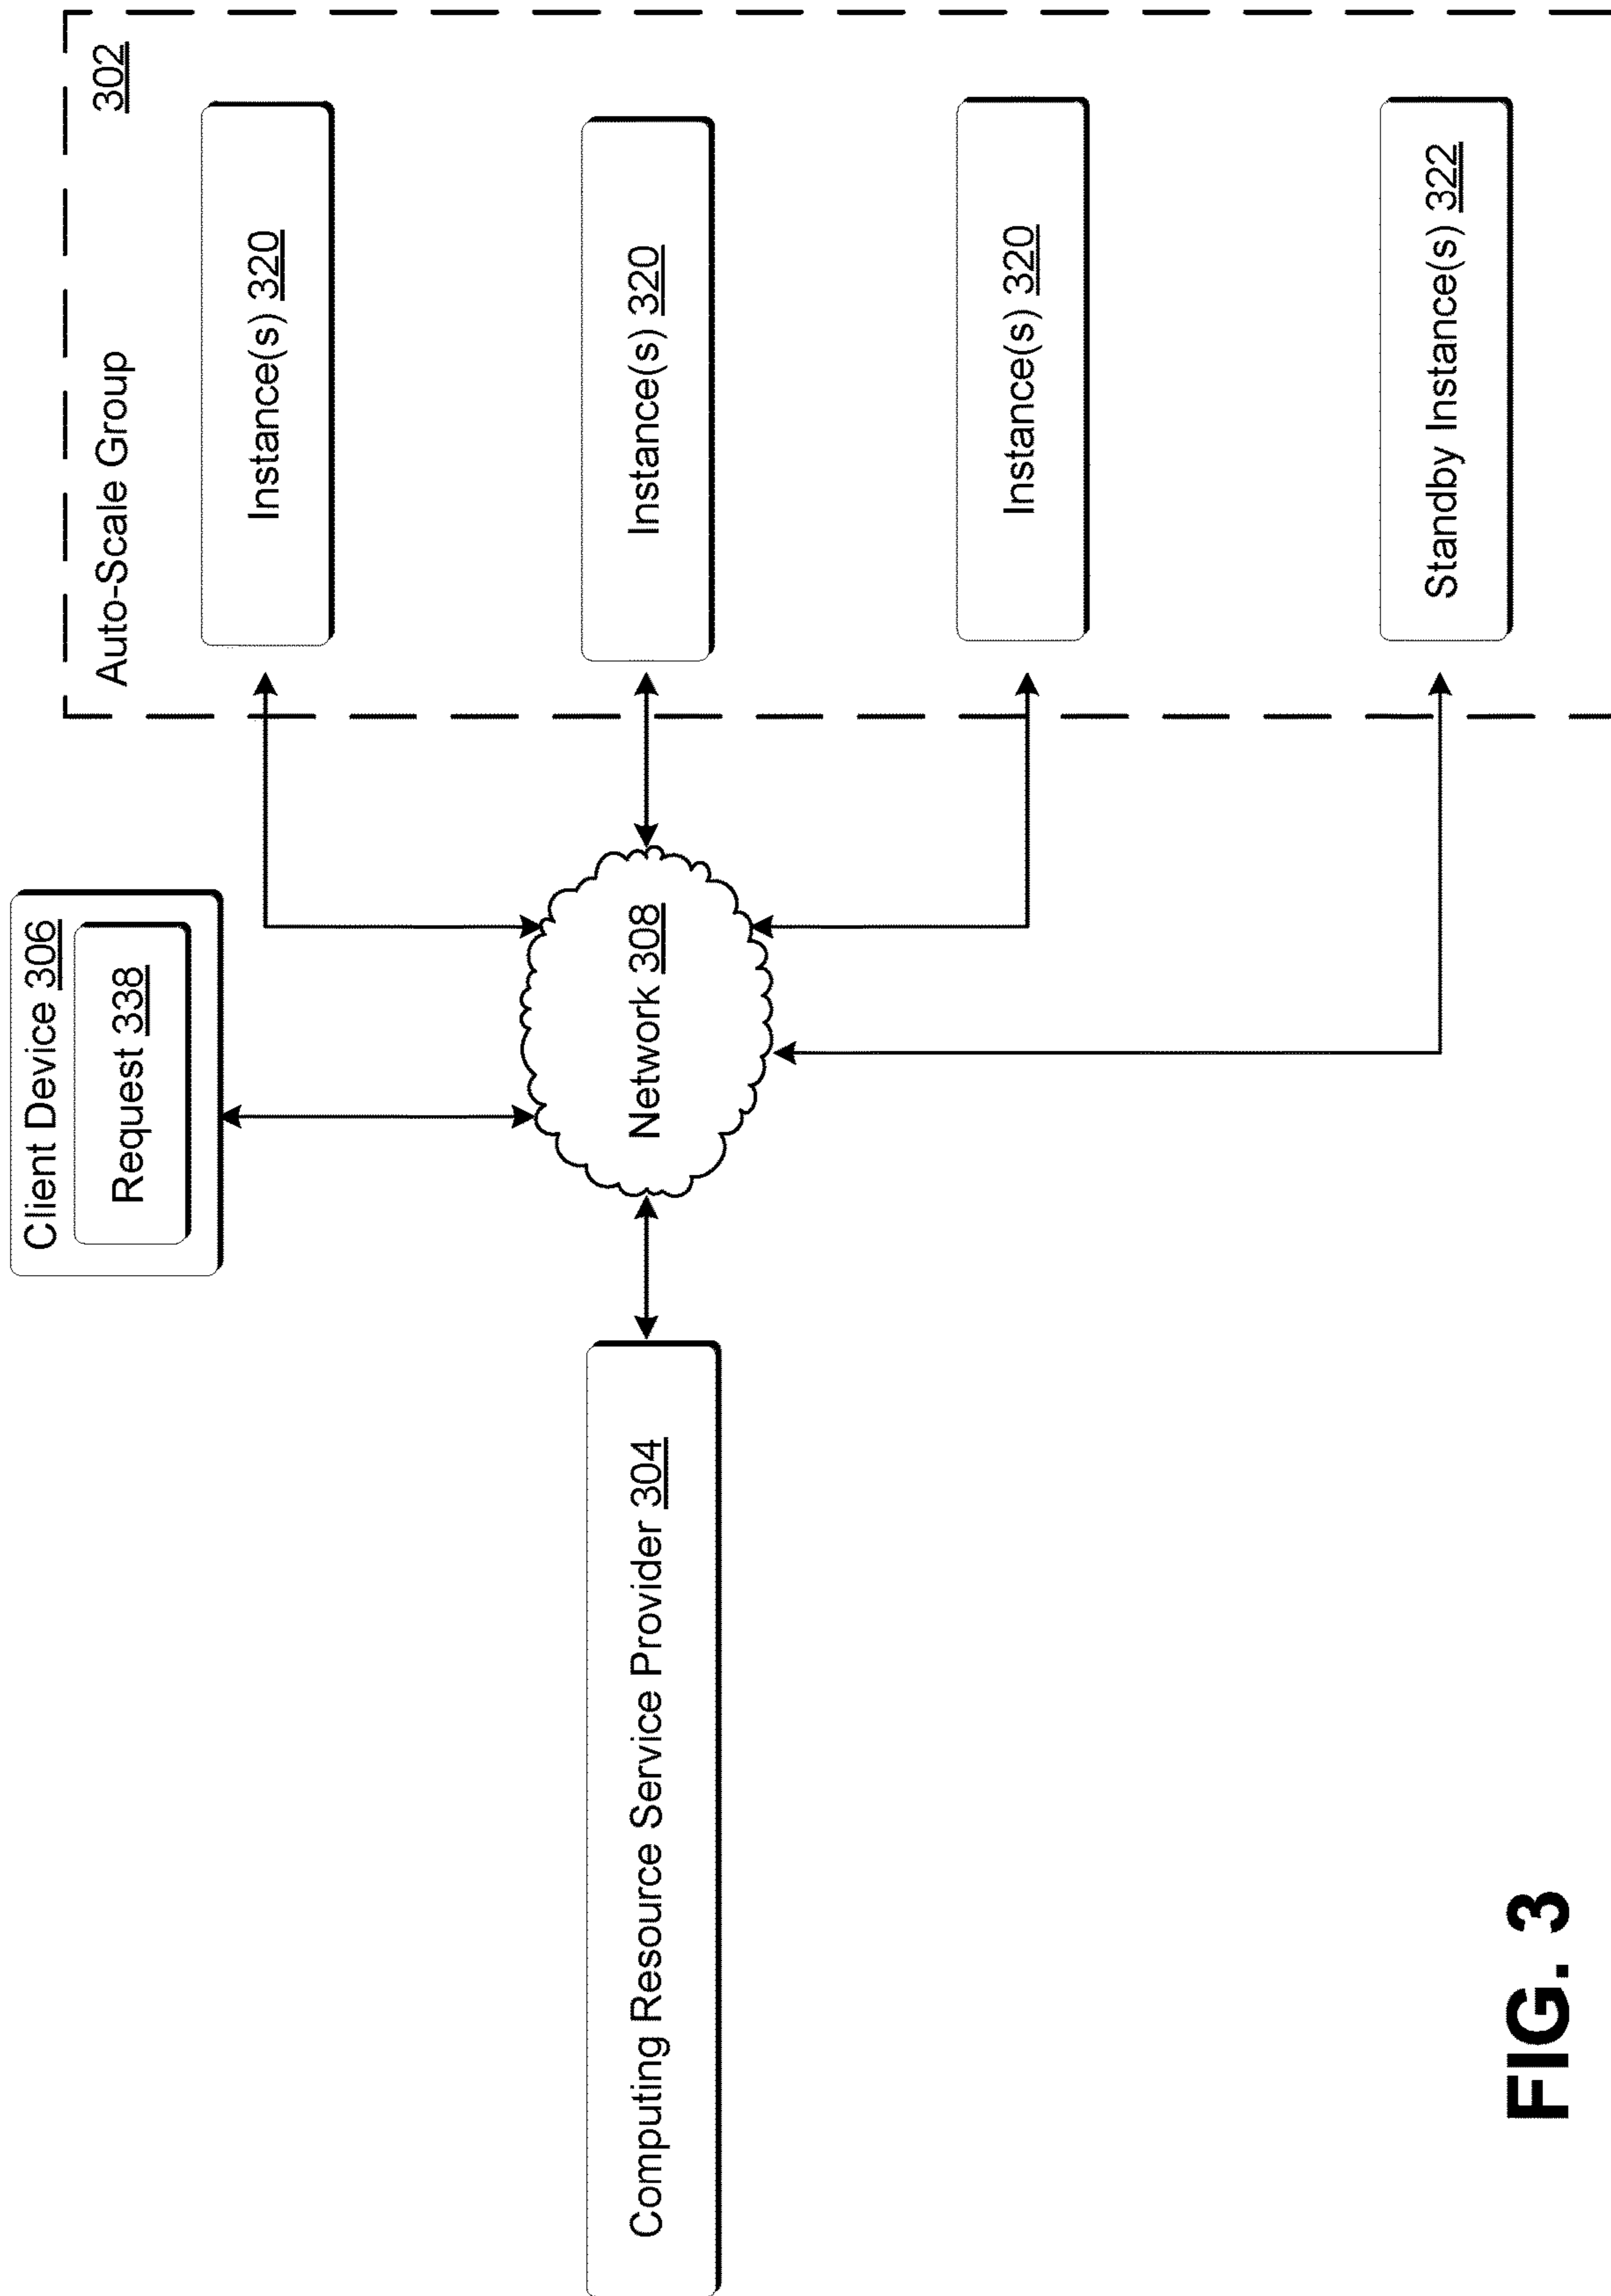 Client Device 306
Request 338
Auto-Scale Group
302
Instance(s) 320
Computing Resource Service Provider 304
Network 308
Instance(s) 320
Instance(s) 320
Standby Instance(s) 322
FIG. 3